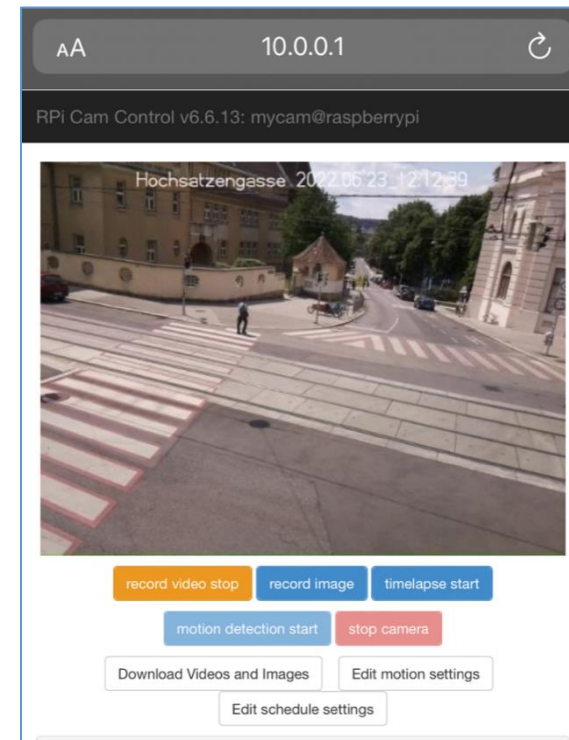 AA
10.0.0.1
RPi Cam Control v6.6.13: mycam@raspberrypi
Hochsatzengasse 2022.06.23_12:12:39
record video stop
record image
timelapse start
motion detection start
stop camera
Download Videos and Images
Edit motion settings
Edit schedule settings